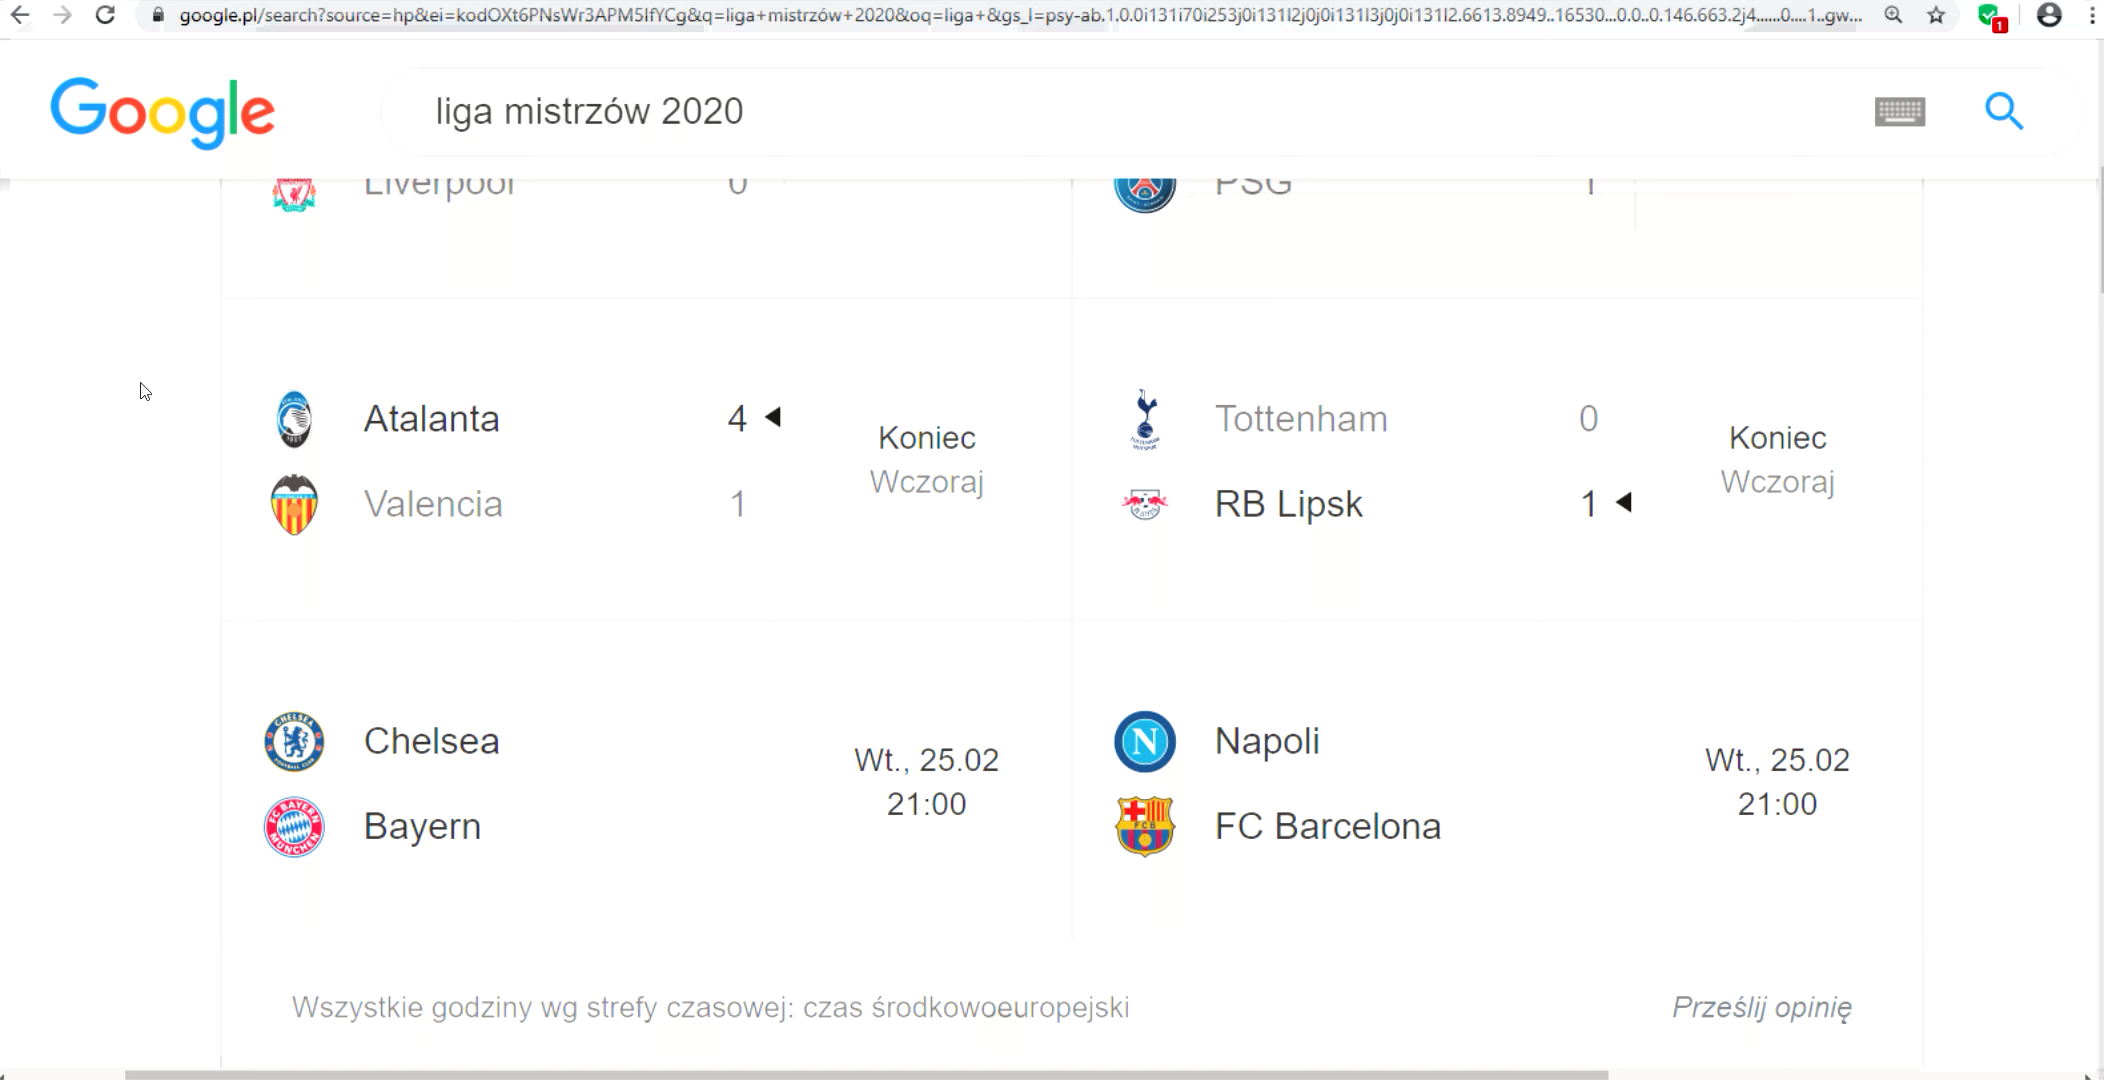 google.pl/search?source=hp&ei=kodOXt6PNsWr3APM5IfYCg&q=liga+mistrzów+2020&oq=liga+&gs_l=psy-ab.1.0.0i131i70i253j0i131l2j0j0i131l3j0j0i131l2.6613.8949..16530...0.0..0.146.663.2j4......0....1..gw...
1
Google
liga mistrzów 2020
Liverpool 0
PSG 1
Atalanta 4
Valencia 1
Koniec
Wczoraj
Tottenham 0
RB Lipsk 1
Koniec
Wczoraj
Chelsea
Bayern
Wt., 25.02
21:00
Napoli
FC Barcelona
Wt., 25.02
21:00
Wszystkie godziny wg strefy czasowej: czas środkowoeuropejski
Prześlij opinię